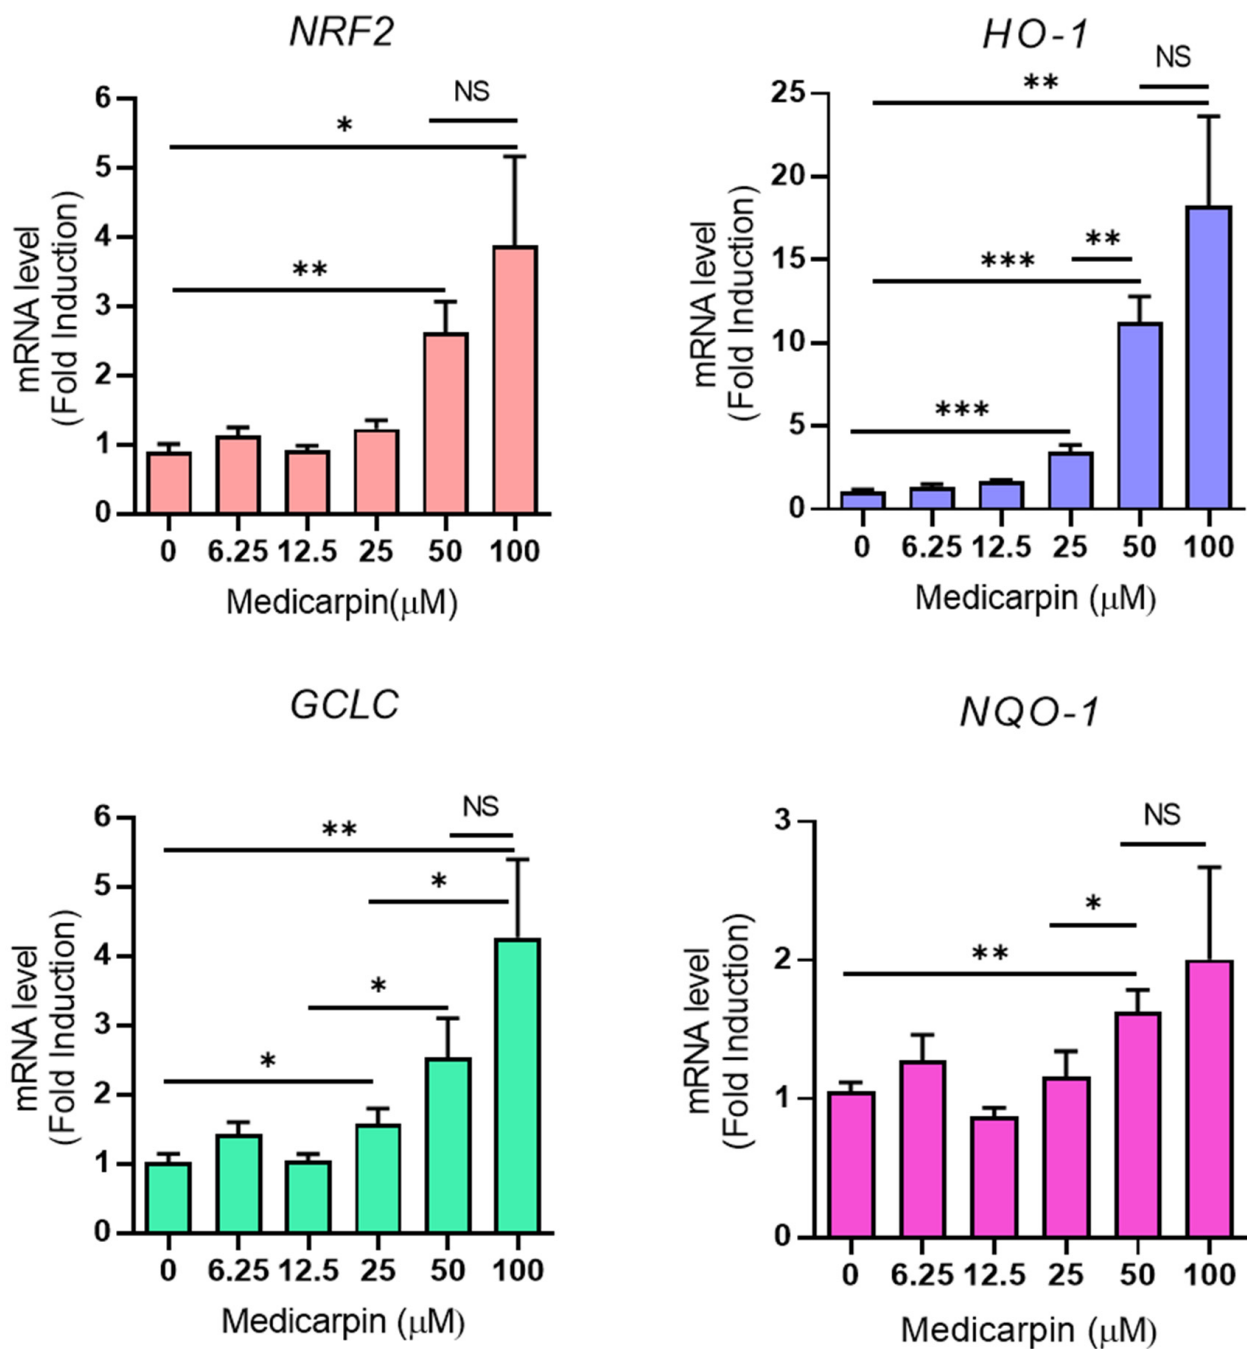 NRF2
NS
*
**
6
5
4
3
2
1
0
mRNA level
(Fold Induction)
0 6.25 12.5 25 50 100
Medicarpin(μM)
HO-1
NS
**
**
***
***
25
20
15
10
5
0
mRNA level
(Fold Induction)
0 6.25 12.5 25 50 100
Medicarpin (μM)
GCLC
NS
**
*
*
*
6
5
4
3
2
1
0
mRNA level
(Fold Induction)
0 6.25 12.5 25 50 100
Medicarpin (μM)
NQO-1
NS
*
**
3
2
1
0
mRNA level
(Fold Induction)
0 6.25 12.5 25 50 100
Medicarpin (μM)